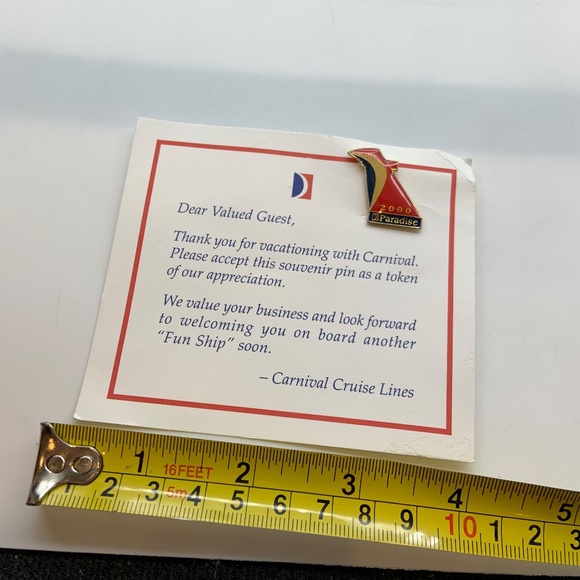 2000
Paradise
Dear Valued Guest,
Thank you for vacationing with Carnival.
Please accept this souvenir pin as a token
of our appreciation.
We value your business and look forward
to welcoming you on board another
"Fun Ship" soon.
– Carnival Cruise Lines
1 16FEET 2 3 4 5
1 2 3 5m 4 5 6 7 8 9 10 1 2 3